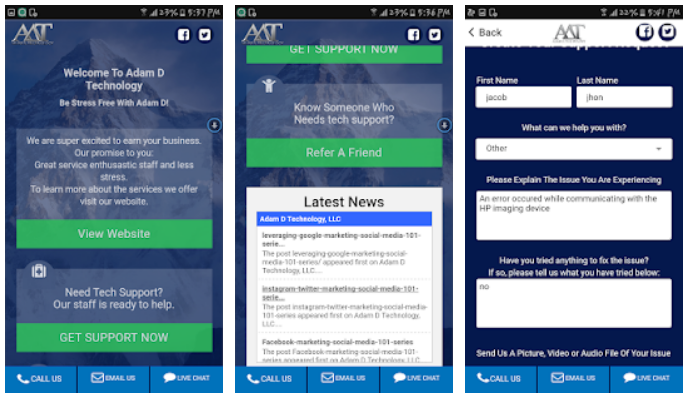 23% 5:37 PM
AAT
Welcome To Adam D
Technology
Be Stress Free With Adam D!
We are super excited to earn your business.
Our promise to you:
Great service enthusastic staff and less
stress.
To learn more about the services we offer
visit our website.
View Website
Need Tech Support?
Our staff is ready to help.
GET SUPPORT NOW
CALL US
EMAIL US
LIVE CHAT
23% 5:36 PM
AAT
GET SUPPORT NOW
Know Someone Who
Needs tech support?
Refer A Friend
Latest News
Adam D Technology, LLC
leveraging-google-marketing-social-media-101-
serie...
The post leveraging-google-marketing-social-
media-101-series/ appeared first on Adam D
Technology, LLC....
instagram-twitter-marketing-social-media-101-
serie...
The post instagram-twitter-marketing-social-media-
101-series appeared first on Adam D Technology,
LLC....
Facebook-marketing-social-media-101-series
The post Facebook-marketing-social-media-101-
series appeared first on Adam D Technology, LLC....
CALL US
EMAIL US
LIVE CHAT
22% 5:41 PM
Back
AAT
First Name
Last Name
jacob
jhon
What can we help you with?
Other
Please Explain The Issue You Are Experiencing
An error occured while communicating with the
HP imaging device
Have you tried anything to fix the issue?
If so, please tell us what you have tried below:
no
Send Us A Picture, Video or Audio File Of Your Issue
CALL US
EMAIL US
LIVE CHAT